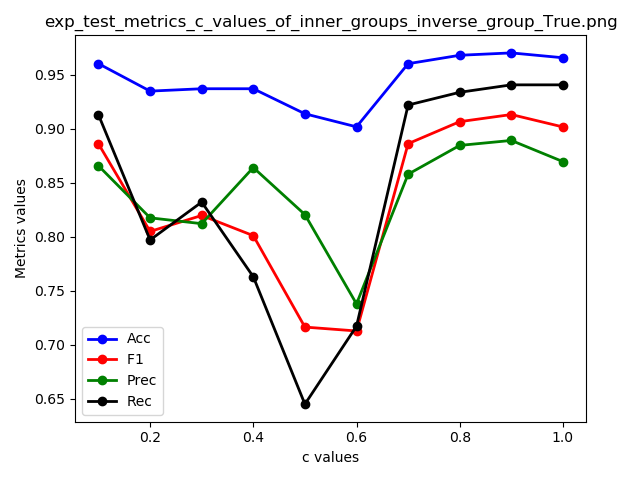 exp_test_metrics_c_values_of_inner_groups_inverse_group_True.png
Metrics values
0.95
0.90
0.85
0.80
0.75
0.70
0.65
Acc
F1
Prec
Rec
0.2 0.4 0.6 0.8 1.0
c values